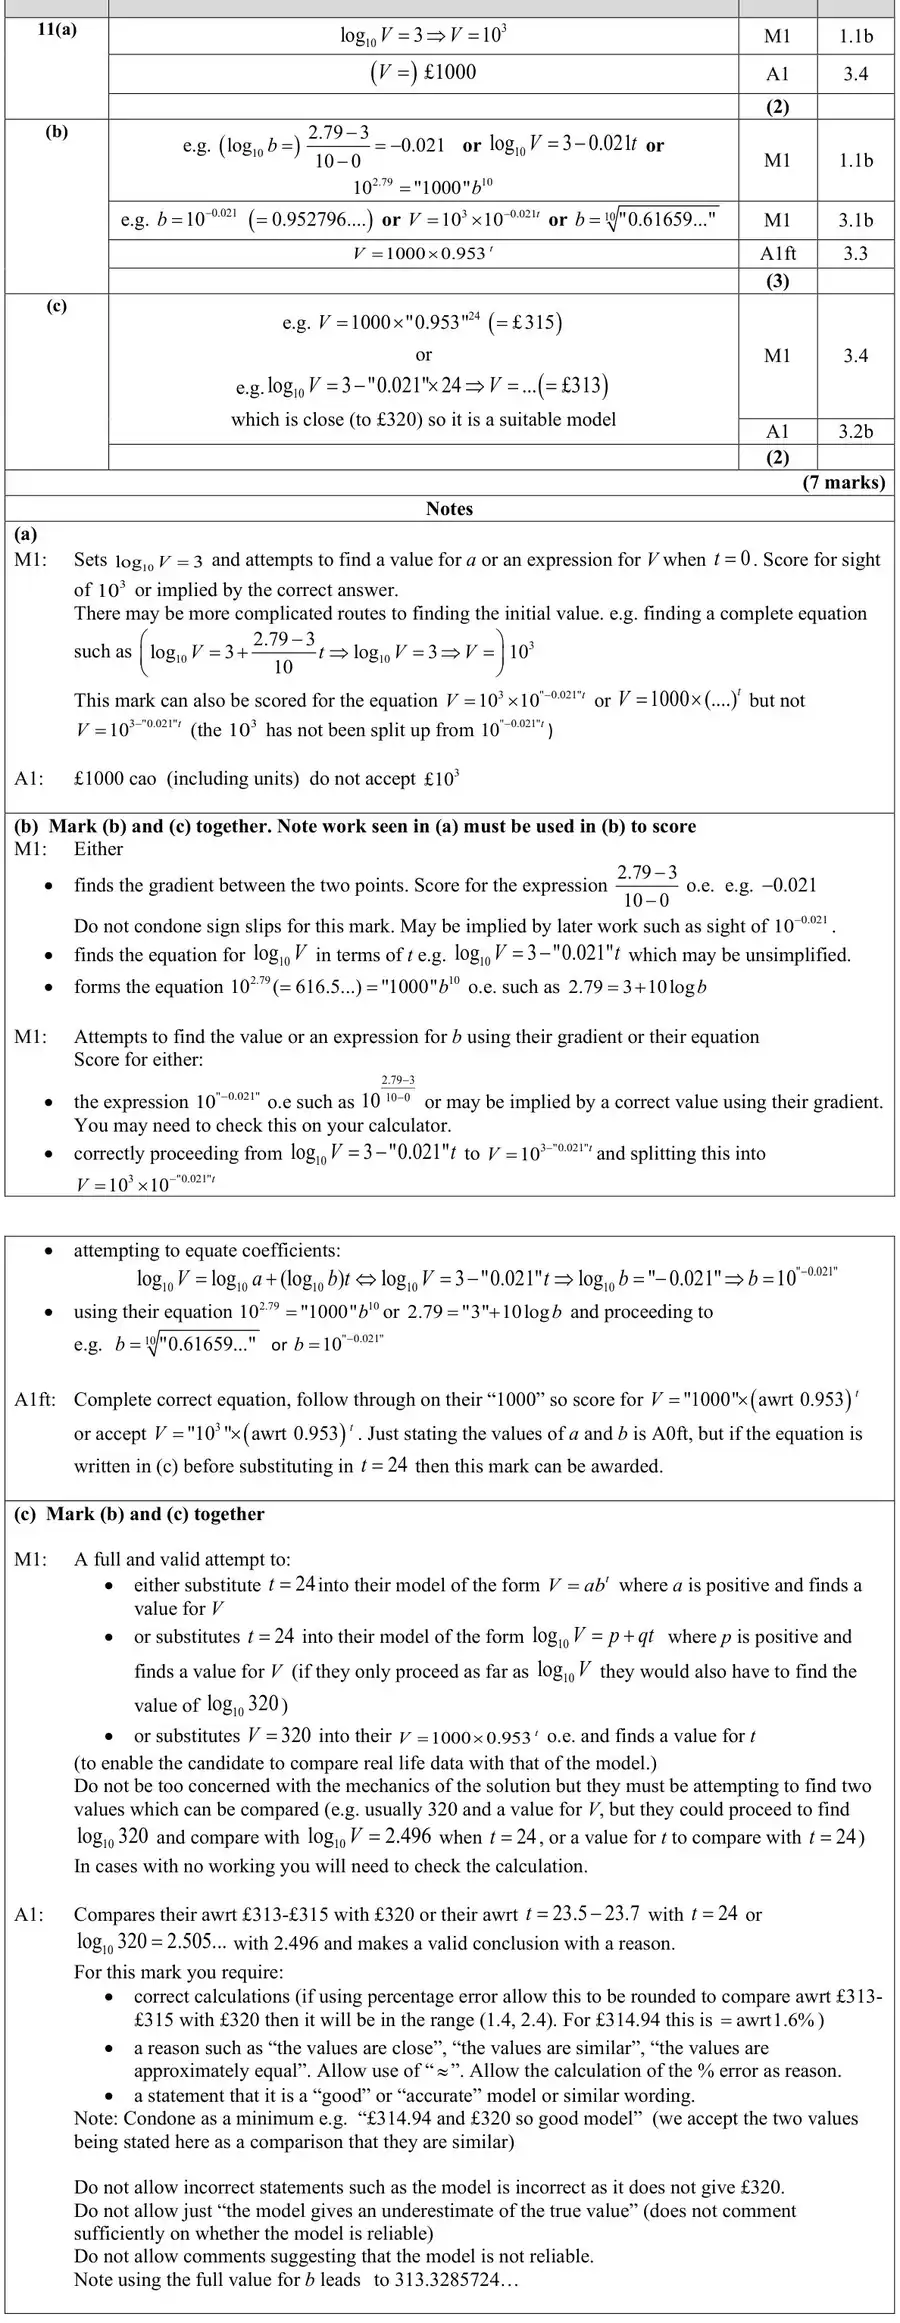 11(a) log₁₀ V = 3 ⇒ V = 10³ M1 1.1b
(V =) £1000 A1 3.4
(2)
(b) e.g. (log₁₀ b =) (2.79 − 3)/(10 − 0) = −0.021 or log₁₀ V = 3 − 0.021t or
10^2.79 = "1000"b^10 M1 1.1b
e.g. b = 10^−0.021 (= 0.952796....) or V = 10³ × 10^−0.021t or b = ¹⁰√"0.61659..." M1 3.1b
V = 1000 × 0.953^t A1ft 3.3
(3)
(c) e.g. V = 1000 × "0.953"^24 (= £315)
or
e.g. log₁₀ V = 3 − "0.021" × 24 ⇒ V = ...(= £313) M1 3.4
which is close (to £320) so it is a suitable model
A1 3.2b
(2)
(7 marks)
Notes
(a)
M1: Sets log₁₀ V = 3 and attempts to find a value for a or an expression for V when t = 0. Score for sight
of 10³ or implied by the correct answer.
There may be more complicated routes to finding the initial value. e.g. finding a complete equation
such as (log₁₀ V = 3 + (2.79 − 3)/10 t ⇒ log₁₀ V = 3 ⇒ V =) 10³
This mark can also be scored for the equation V = 10³ × 10^"−0.021"t or V = 1000 × (....)^t but not
V = 10^3−"0.021"t (the 10³ has not been split up from 10^"−0.021"t)
A1: £1000 cao (including units) do not accept £10³
(b) Mark (b) and (c) together. Note work seen in (a) must be used in (b) to score
M1: Either
• finds the gradient between the two points. Score for the expression (2.79 − 3)/(10 − 0) o.e. e.g. −0.021
Do not condone sign slips for this mark. May be implied by later work such as sight of 10^−0.021.
• finds the equation for log₁₀ V in terms of t e.g. log₁₀ V = 3 − "0.021"t which may be unsimplified.
• forms the equation 10^2.79 (= 616.5...) = "1000"b^10 o.e. such as 2.79 = 3 + 10 log b
M1: Attempts to find the value or an expression for b using their gradient or their equation
Score for either:
• the expression 10^"−0.021" o.e such as 10^((2.79−3)/(10−0)) or may be implied by a correct value using their gradient.
You may need to check this on your calculator.
• correctly proceeding from log₁₀ V = 3 − "0.021"t to V = 10^3−"0.021"t and splitting this into
V = 10³ × 10^−"0.021"t
• attempting to equate coefficients:
log₁₀ V = log₁₀ a + (log₁₀ b)t ⇔ log₁₀ V = 3 − "0.021"t ⇒ log₁₀ b = "− 0.021" ⇒ b = 10^"−0.021"
• using their equation 10^2.79 = "1000"b^10 or 2.79 = "3" + 10 log b and proceeding to
e.g. b = ¹⁰√"0.61659..." or b = 10^"−0.021"
A1ft: Complete correct equation, follow through on their “1000” so score for V = "1000" × (awrt 0.953)^t
or accept V = "10³" × (awrt 0.953)^t. Just stating the values of a and b is A0ft, but if the equation is
written in (c) before substituting in t = 24 then this mark can be awarded.
(c) Mark (b) and (c) together
M1: A full and valid attempt to:
• either substitute t = 24 into their model of the form V = ab^t where a is positive and finds a
value for V
• or substitutes t = 24 into their model of the form log₁₀ V = p + qt where p is positive and
finds a value for V (if they only proceed as far as log₁₀ V they would also have to find the
value of log₁₀ 320)
• or substitutes V = 320 into their V = 1000 × 0.953^t o.e. and finds a value for t
(to enable the candidate to compare real life data with that of the model.)
Do not be too concerned with the mechanics of the solution but they must be attempting to find two
values which can be compared (e.g. usually 320 and a value for V, but they could proceed to find
log₁₀ 320 and compare with log₁₀ V = 2.496 when t = 24, or a value for t to compare with t = 24)
In cases with no working you will need to check the calculation.
A1: Compares their awrt £313-£315 with £320 or their awrt t = 23.5 − 23.7 with t = 24 or
log₁₀ 320 = 2.505... with 2.496 and makes a valid conclusion with a reason.
For this mark you require:
• correct calculations (if using percentage error allow this to be rounded to compare awrt £313-
£315 with £320 then it will be in the range (1.4, 2.4). For £314.94 this is = awrt1.6%)
• a reason such as “the values are close”, “the values are similar”, “the values are
approximately equal”. Allow use of “≈”. Allow the calculation of the % error as reason.
• a statement that it is a “good” or “accurate” model or similar wording.
Note: Condone as a minimum e.g. “£314.94 and £320 so good model” (we accept the two values
being stated here as a comparison that they are similar)
Do not allow incorrect statements such as the model is incorrect as it does not give £320.
Do not allow just “the model gives an underestimate of the true value” (does not comment
sufficiently on whether the model is reliable)
Do not allow comments suggesting that the model is not reliable.
Note using the full value for b leads to 313.3285724…